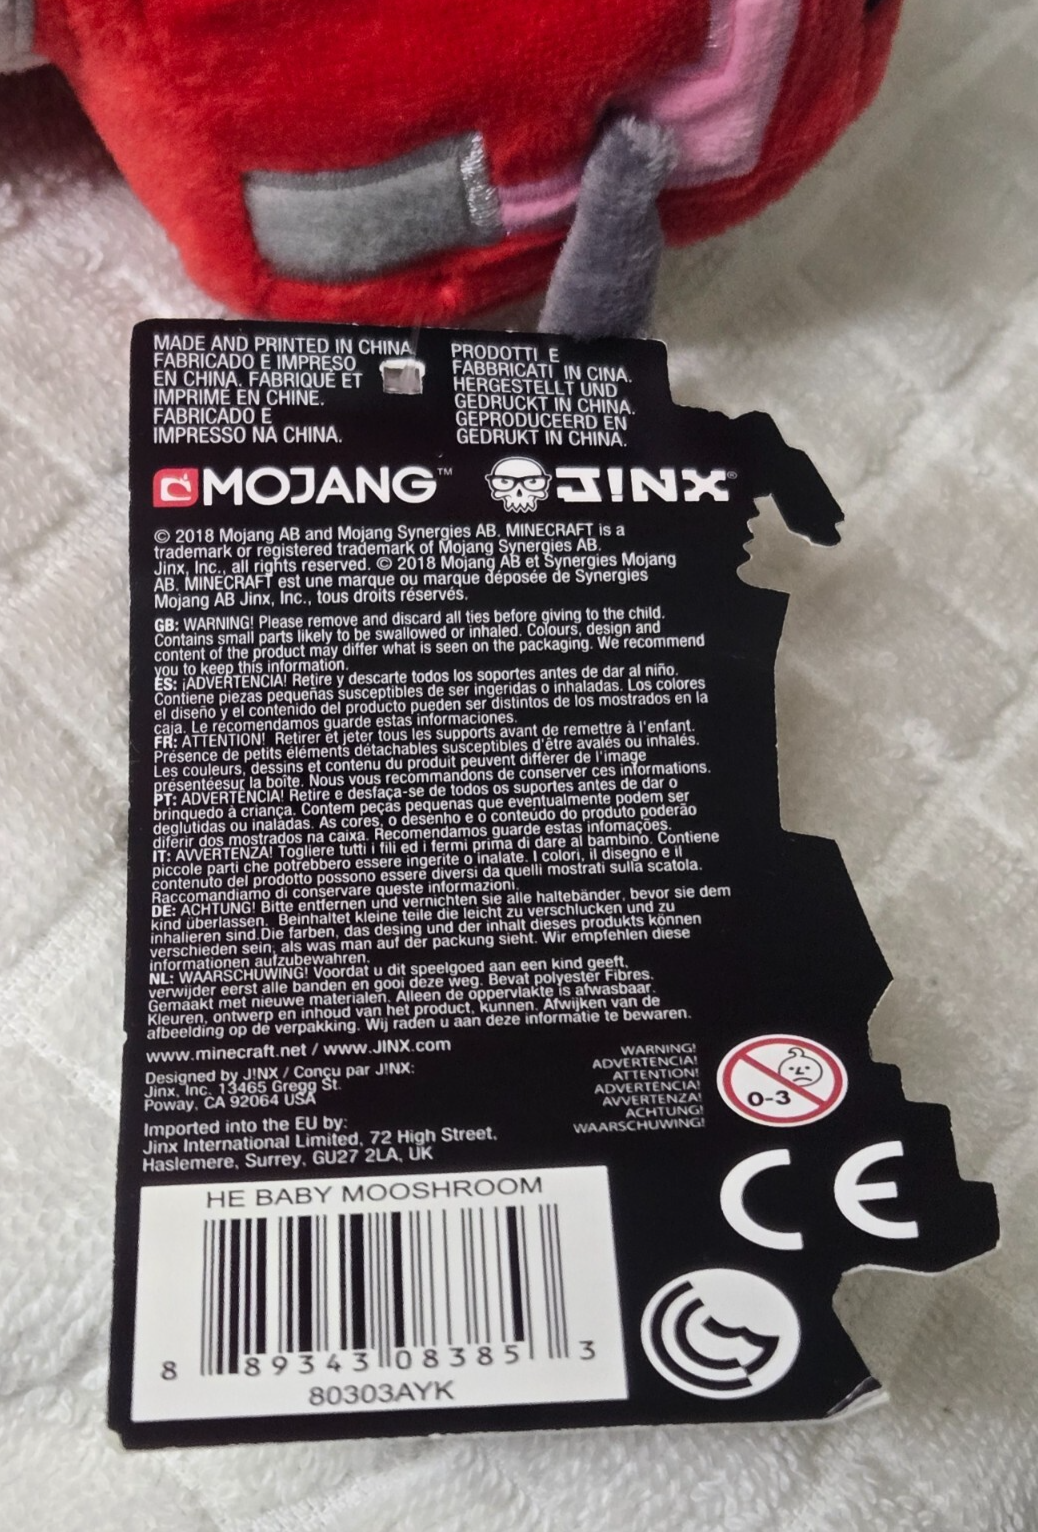 MADE AND PRINTED IN CHINA
FABRICADO E IMPRESO
EN CHINA. FABRIQUÉ ET
IMPRIME EN CHINE.
FABRICADO E
IMPRESSO NA CHINA.
PRODOTTI E
FABBRICATI IN CINA.
HERGESTELLT UND
GEDRUCKT IN CHINA.
GEPRODUCEERD EN
GEDRUKT IN CHINA.
MOJANG™
J!NX®
© 2018 Mojang AB and Mojang Synergies AB. MINECRAFT is a
trademark or registered trademark of Mojang Synergies AB.
Jinx, Inc., all rights reserved. © 2018 Mojang AB et Synergies Mojang
AB. MINECRAFT est une marque ou marque déposée de Synergies
Mojang AB Jinx, Inc., tous droits réservés.
GB: WARNING! Please remove and discard all ties before giving to the child.
Contains small parts likely to be swallowed or inhaled. Colours, design and
content of the product may differ what is seen on the packaging. We recommend
you to keep this information.
ES: ¡ADVERTENCIA! Retire y descarte todos los soportes antes de dar al niño.
Contiene piezas pequeñas susceptibles de ser ingeridas o inhaladas. Los colores
el diseño y el contenido del producto pueden ser distintos de los mostrados en la
caja. Le recomendamos guarde estas informaciones.
FR: ATTENTION! Retirer et jeter tous les supports avant de remettre à l'enfant.
Présence de petits éléments détachables susceptibles d'être avalés ou inhalés.
Les couleurs, dessins et contenu du produit peuvent différer de l'image
présentéesur la boîte. Nous vous recommandons de conserver ces informations.
PT: ADVERTÊNCIA! Retire e desfaça-se de todos os suportes antes de dar o
brinquedo à criança. Contem peças pequenas que eventualmente podem ser
deglutidas ou inaladas. As cores, o desenho e o conteúdo do produto poderão
diferir dos mostrados na caixa. Recomendamos guarde estas infomações.
IT: AVVERTENZA! Togliere tutti i fili ed i fermi prima di dare al bambino. Contiene
piccole parti che potrebbero essere ingerite o inalate. I colori, il disegno e il
contenuto del prodotto possono essere diversi da quelli mostrati sulla scatola.
Raccomandiamo di conservare queste informazioni.
DE: ACHTUNG! Bitte entfernen und vernichten sie alle haltebänder, bevor sie dem
kind überlassen. Beinhaltet kleine teile die leicht zu verschlucken und zu
inhalieren sind.Die farben, das desing und der inhalt dieses produkts können
verschieden sein, als was man auf der packung sieht. Wir empfehlen diese
informationen aufzubewahren.
NL: WAARSCHUWING! Voordat u dit speelgoed aan een kind geeft,
verwijder eerst alle banden en gooi deze weg. Bevat polyester Fibres.
Gemaakt met nieuwe materialen. Alleen de oppervlakte is afwasbaar.
Kleuren, ontwerp en inhoud van het product, kunnen. Afwijken van de
afbeelding op de verpakking. Wij raden u aan deze informatie te bewaren.
www.minecraft.net / www.JINX.com
Designed by J!NX / Conçu par J!NX:
Jinx, Inc. 13465 Gregg St.
Poway, CA 92064 USA
Imported into the EU by:
Jinx International Limited, 72 High Street,
Haslemere, Surrey, GU27 2LA, UK
WARNING!
ADVERTENCIA!
ATTENTION!
ADVERTÊNCIA!
AVVERTENZA!
ACHTUNG!
WAARSCHUWING!
0-3
CE
HE BABY MOOSHROOM
8 89343 08385 3
80303AYK